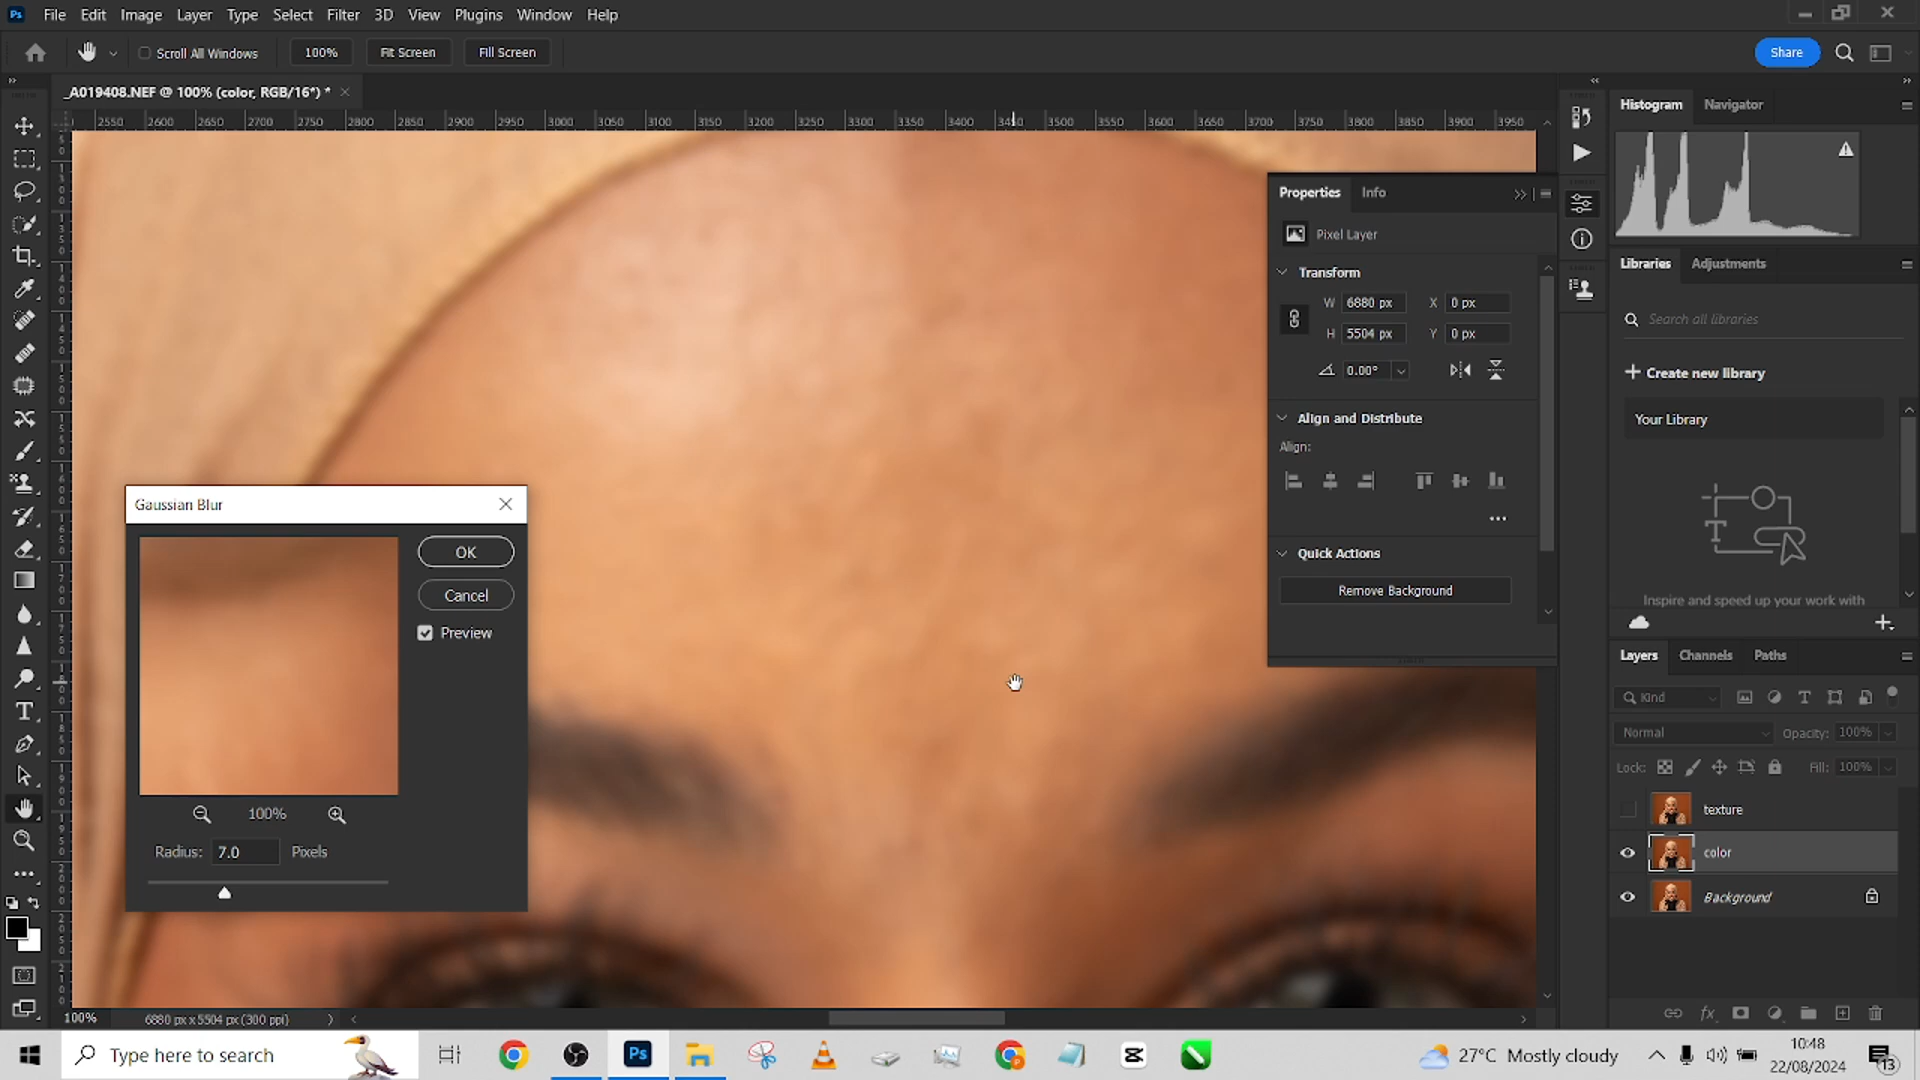 Ps File Edit Image Layer Type Select Filter 3D View Plugins Window Help
Scroll All Windows 100% Fit Screen Fill Screen Share
_A019408.NEF @ 100% (color, RGB/16*) *
2550 2600 2650 2700 2750 2800 2850 2900 2950 3000 3050 3100 3150 3200 3250 3300 3350 3400 3450 3500 3550 3600 3650 3700 3750 3800 3850 3900 3950
Histogram Navigator
Properties Info
Pixel Layer
Transform
W 6880 px X 0 px
H 5504 px Y 0 px
0.00°
Align and Distribute
Align:
Quick Actions
Remove Background
Libraries Adjustments
Search all libraries
+ Create new library
Your Library
Inspire and speed up your work with
Gaussian Blur
OK
Cancel
Preview
100%
Radius: 7.0 Pixels
Layers Channels Paths
Kind
Normal Opacity: 100%
Lock: Fill: 100%
texture
color
Background
100% 6880 px x 5504 px (300 ppi)
Type here to search
Ps
27°C Mostly cloudy
10:48
22/08/2024
13